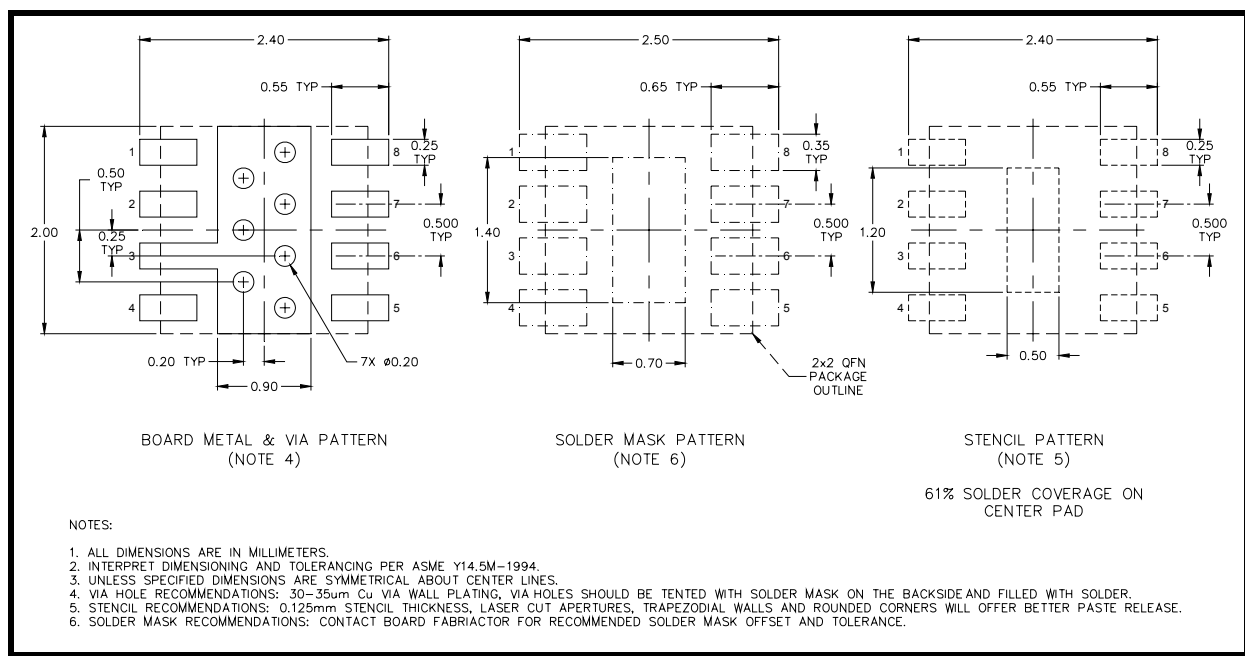 2.40
0.55 TYP
1
8
0.25
TYP
0.50
TYP
2
7
2.00
0.25
TYP
0.500
TYP
3
6
4
5
0.20 TYP
7X ø0.20
0.90
BOARD METAL & VIA PATTERN
(NOTE 4)
2.50
0.65 TYP
1
8
0.35
TYP
2
7
1.40
0.500
TYP
3
6
4
5
0.70
2x2 QFN
PACKAGE
OUTLINE
SOLDER MASK PATTERN
(NOTE 6)
2.40
0.55 TYP
1
8
0.25
TYP
2
7
1.20
0.500
TYP
3
6
4
5
0.50
STENCIL PATTERN
(NOTE 5)
61% SOLDER COVERAGE ON
CENTER PAD
NOTES:
1. ALL DIMENSIONS ARE IN MILLIMETERS.
2. INTERPRET DIMENSIONING AND TOLERANCING PER ASME Y14.5M-1994.
3. UNLESS SPECIFIED DIMENSIONS ARE SYMMETRICAL ABOUT CENTER LINES.
4. VIA HOLE RECOMMENDATIONS: 30-35um Cu VIA WALL PLATING, VIA HOLES SHOULD BE TENTED WITH SOLDER MASK ON THE BACKSIDE AND FILLED WITH SOLDER.
5. STENCIL RECOMMENDATIONS: 0.125mm STENCIL THICKNESS, LASER CUT APERTURES, TRAPEZODIAL WALLS AND ROUNDED CORNERS WILL OFFER BETTER PASTE RELEASE.
6. SOLDER MASK RECOMMENDATIONS: CONTACT BOARD FABRIACTOR FOR RECOMMENDED SOLDER MASK OFFSET AND TOLERANCE.